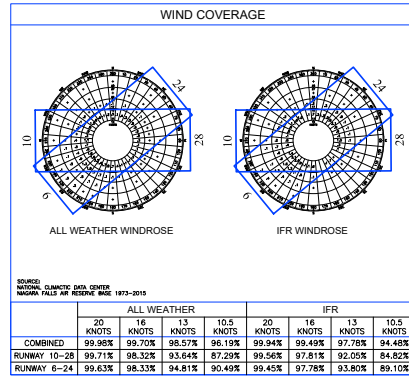 WIND COVERAGE
24
10
28
6
24
10
28
6
ALL WEATHER WINDROSE
IFR WINDROSE
SOURCE:
NATIONAL CLIMACTIC DATA CENTER
NIAGARA FALLS AIR RESERVE BASE 1973-2015
ALL WEATHER IFR
20 KNOTS 16 KNOTS 13 KNOTS 10.5 KNOTS 20 KNOTS 16 KNOTS 13 KNOTS 10.5 KNOTS
COMBINED 99.98% 99.70% 98.57% 96.19% 99.94% 99.49% 97.78% 94.48%
RUNWAY 10-28 99.71% 98.32% 93.64% 87.29% 99.56% 97.81% 92.05% 84.82%
RUNWAY 6-24 99.63% 98.33% 94.81% 90.49% 99.45% 97.78% 93.80% 89.10%